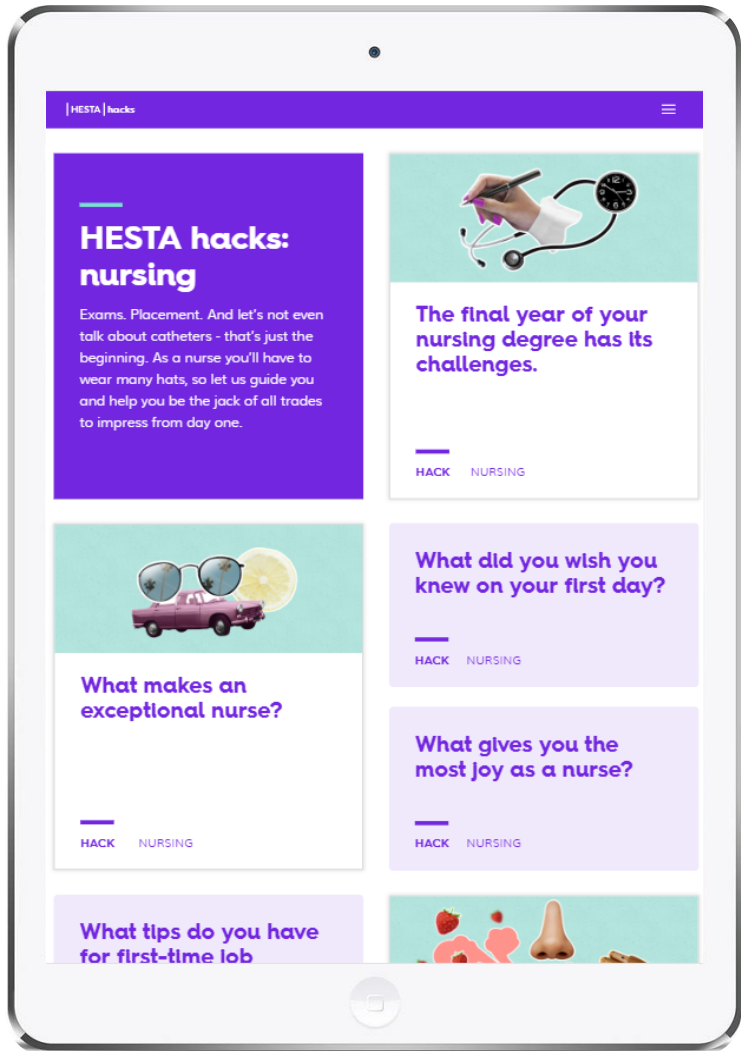 HESTA hacks
HESTA hacks:
nursing
Exams. Placement. And let's not even
talk about catheters - that's just the
beginning. As a nurse you'll have to
wear many hats, so let us guide you
and help you be the jack of all trades
to impress from day one.
The final year of your
nursing degree has its
challenges.
HACK NURSING
What makes an
exceptional nurse?
HACK NURSING
What did you wish you
knew on your first day?
HACK NURSING
What gives you the
most joy as a nurse?
HACK NURSING
What tips do you have
for first-time job